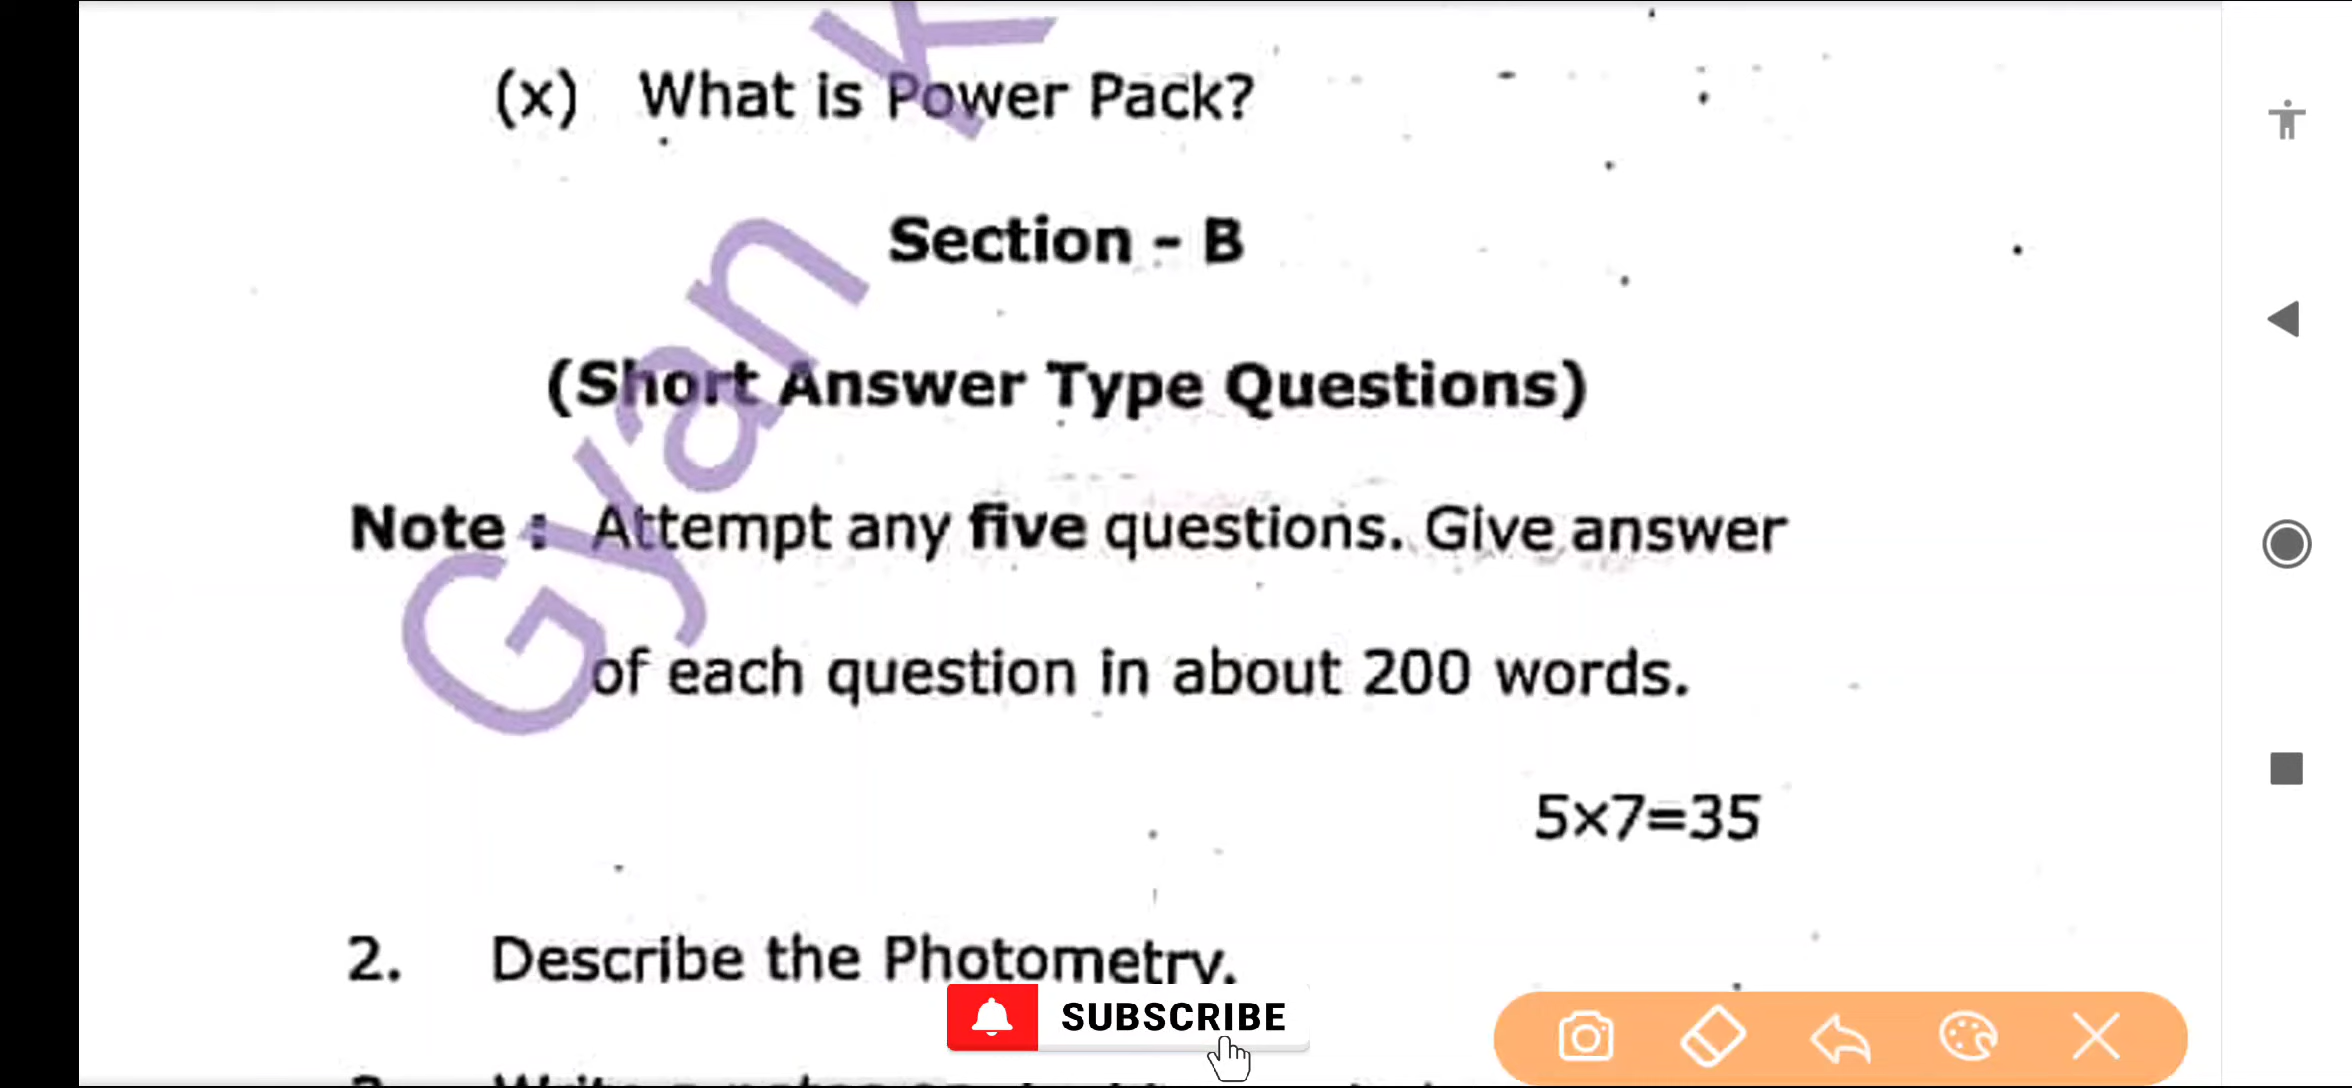 (x) What is Power Pack?
Section - B
(Short Answer Type Questions)
Note : Attempt any five questions. Give answer
of each question in about 200 words.
5×7=35
2. Describe the Photometry.
SUBSCRIBE
Gyan K